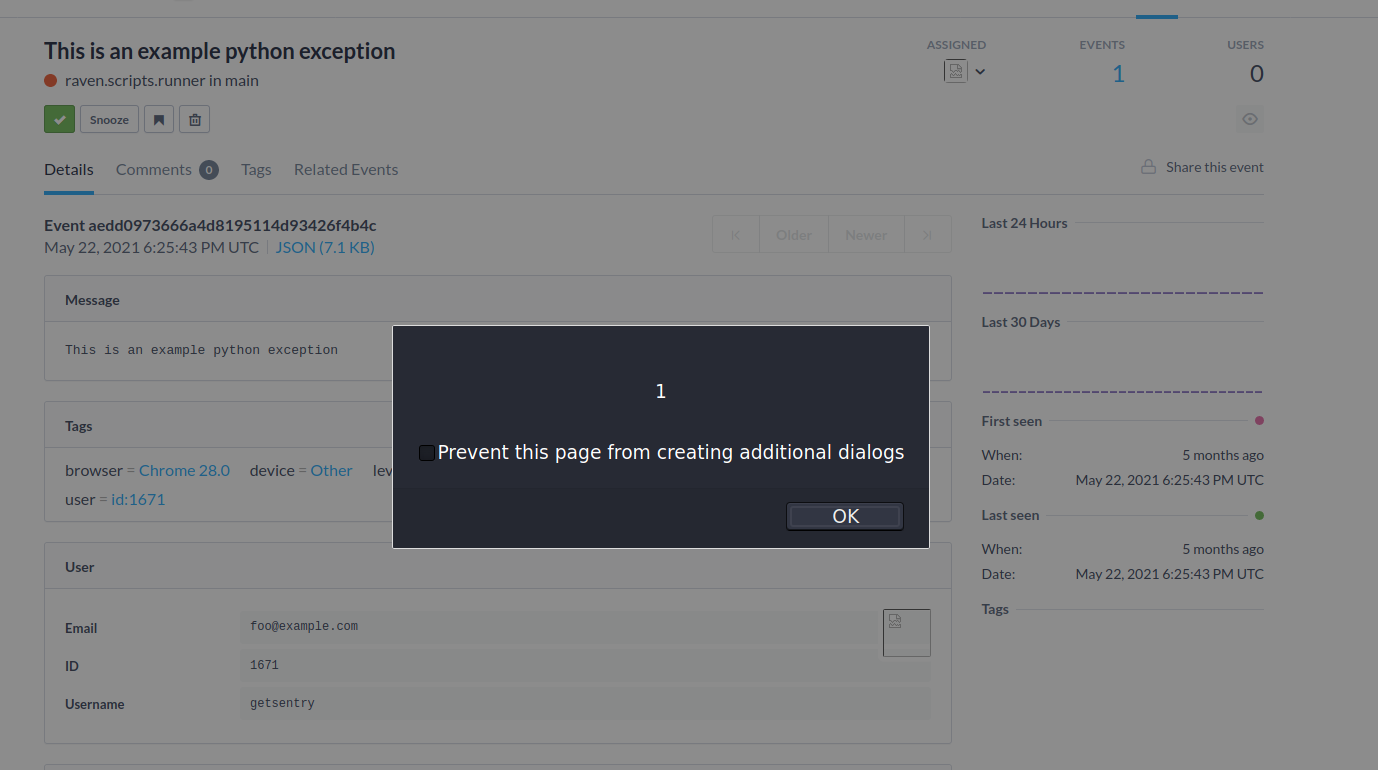 This is an example python exception
raven.scripts.runner in main
ASSIGNED
EVENTS
1
USERS
0
Snooze
Details Comments 0 Tags Related Events
Share this event
Event aedd0973666a4d8195114d93426f4b4c
May 22, 2021 6:25:43 PM UTC | JSON (7.1 KB)
Older Newer
Message
This is an example python exception
Tags
browser = Chrome 28.0 device = Other lev
user = id:1671
User
Email foo@example.com
ID 1671
Username getsentry
1
Prevent this page from creating additional dialogs
OK
Last 24 Hours
Last 30 Days
First seen
When: 5 months ago
Date: May 22, 2021 6:25:43 PM UTC
Last seen
When: 5 months ago
Date: May 22, 2021 6:25:43 PM UTC
Tags